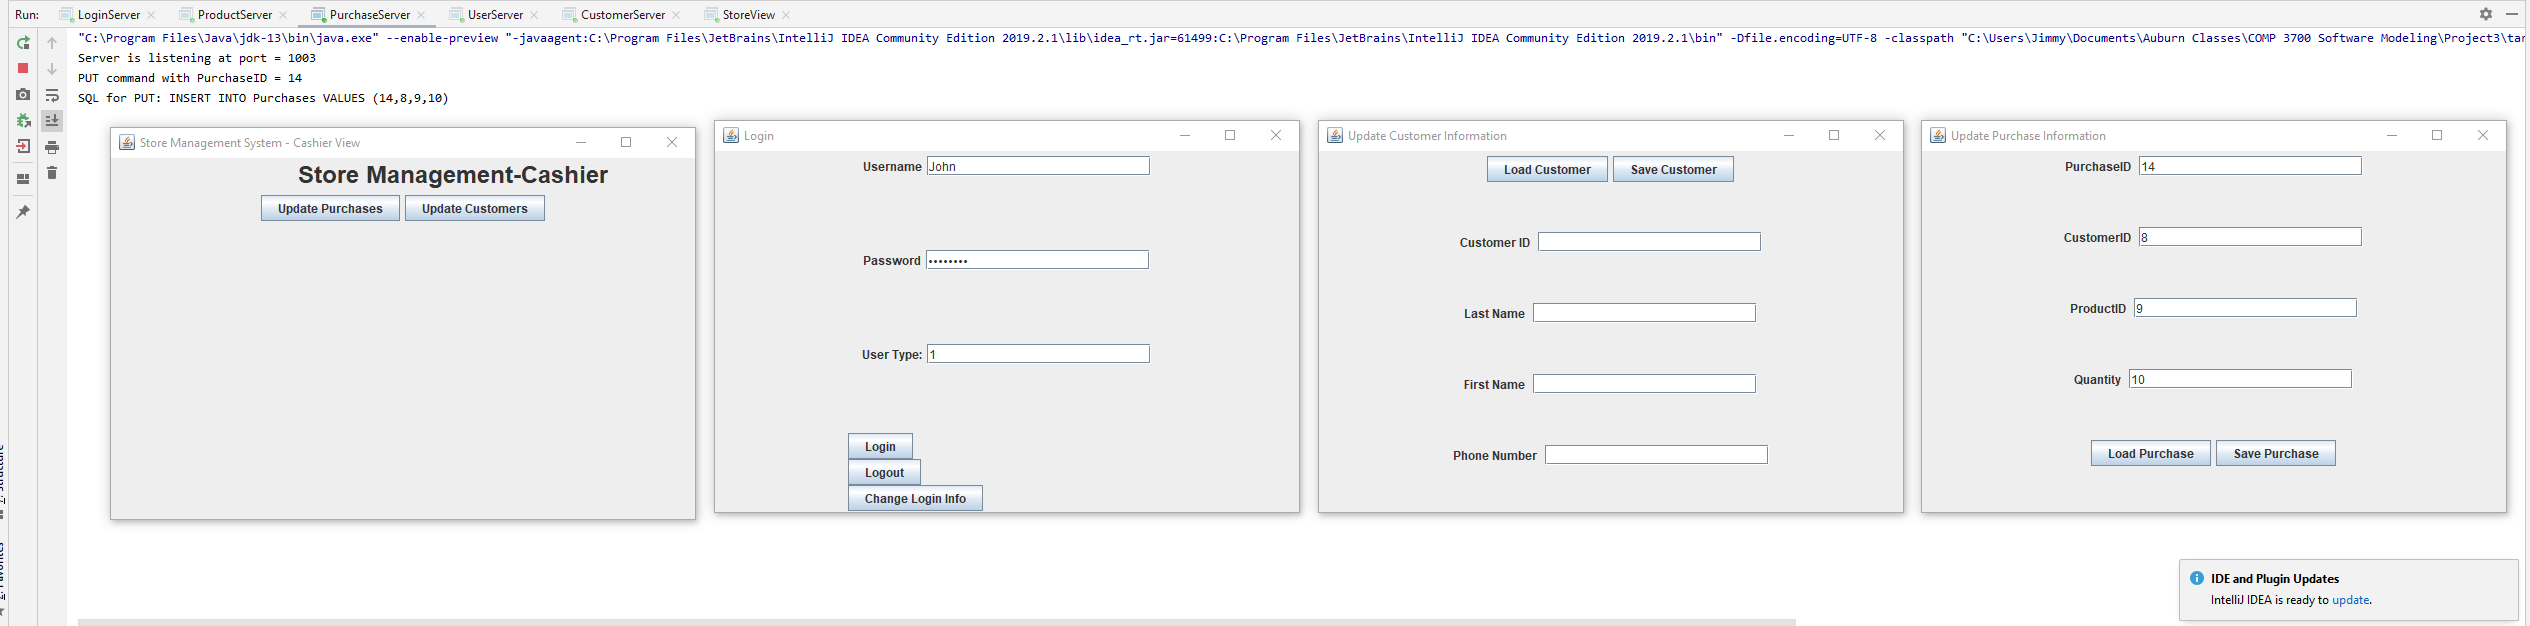 Run: LoginServer ProductServer PurchaseServer UserServer CustomerServer StoreView
"C:\Program Files\Java\jdk-13\bin\java.exe" --enable-preview "-javaagent:C:\Program Files\JetBrains\IntelliJ IDEA Community Edition 2019.2.1\lib\idea_rt.jar=61499:C:\Program Files\JetBrains\IntelliJ IDEA Community Edition 2019.2.1\bin" -Dfile.encoding=UTF-8 -classpath "C:\Users\Jimmy\Documents\Auburn Classes\COMP 3700 Software Modeling\Project3\tar
Server is listening at port = 1003
PUT command with PurchaseID = 14
SQL for PUT: INSERT INTO Purchases VALUES (14,8,9,10)
Store Management System - Cashier View
Store Management-Cashier
Update Purchases Update Customers
Login
Username John
Password ••••••••
User Type: 1
Login
Logout
Change Login Info
Update Customer Information
Load Customer Save Customer
Customer ID
Last Name
First Name
Phone Number
Update Purchase Information
PurchaseID 14
CustomerID 8
ProductID 9
Quantity 10
Load Purchase Save Purchase
IDE and Plugin Updates
IntelliJ IDEA is ready to update.